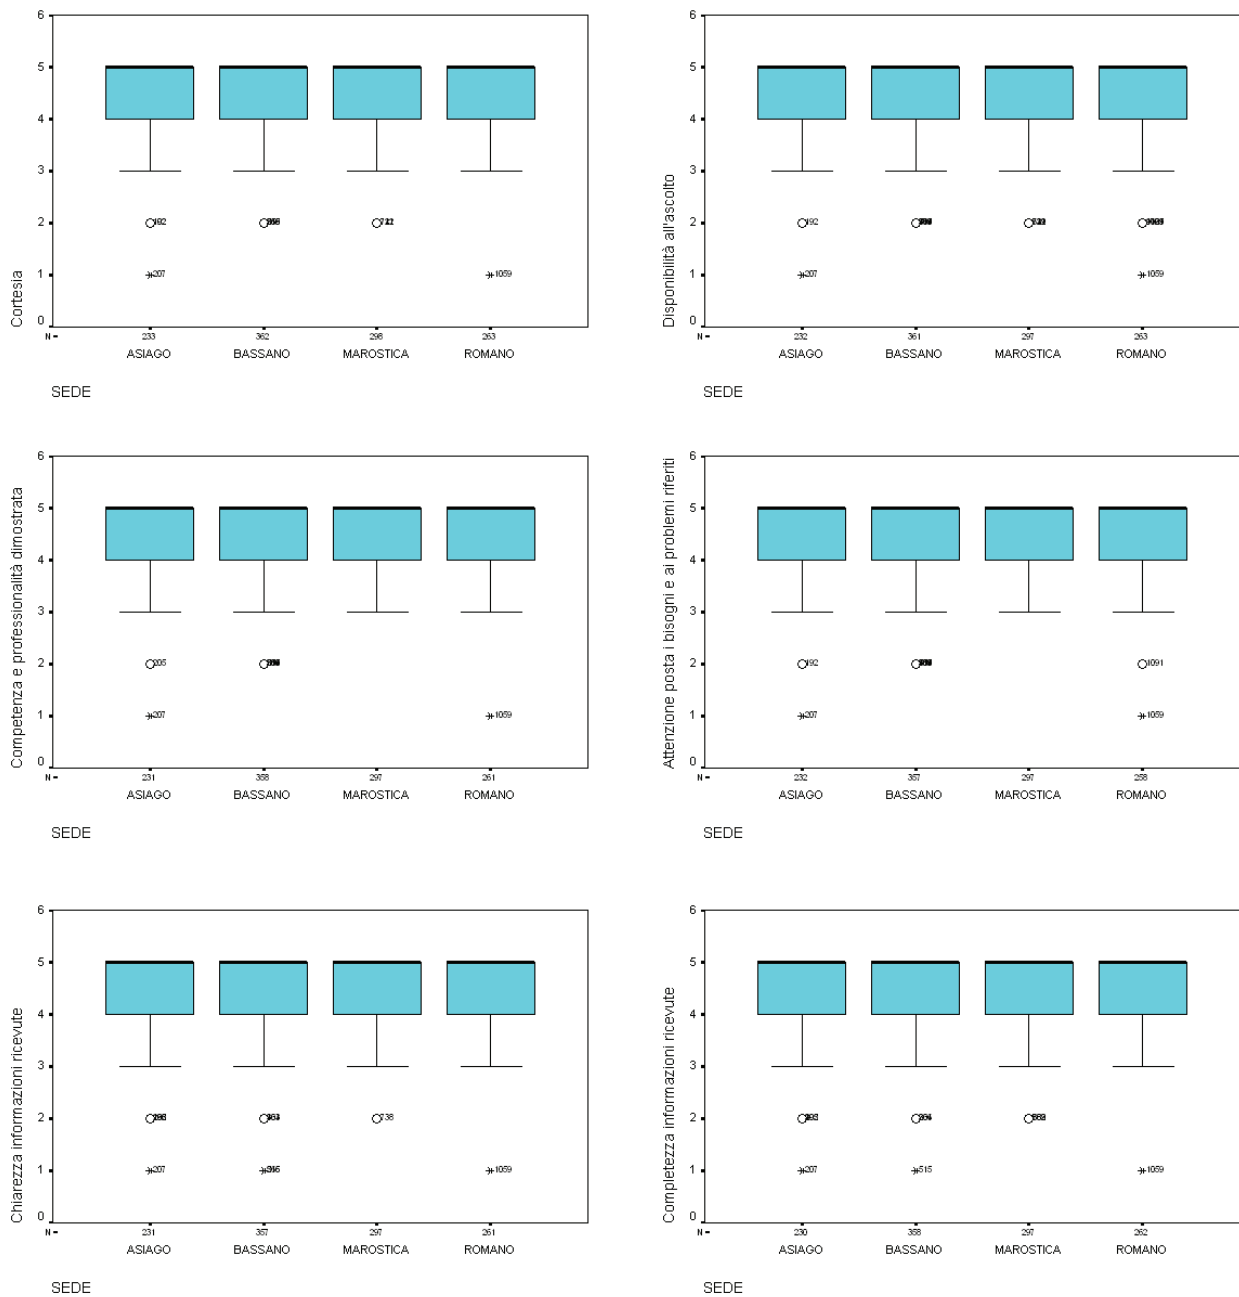 Cortesia
6
5
4
3
2
1
0
192
207
1059
N =
233
362
298
263
ASIAGO
BASSANO
MAROSTICA
ROMANO
SEDE
Disponibilità all'ascolto
6
5
4
3
2
1
0
192
207
1059
N =
232
361
297
263
ASIAGO
BASSANO
MAROSTICA
ROMANO
SEDE
Competenza e professionalità dimostrata
6
5
4
3
2
1
0
205
207
1059
N =
231
358
297
261
ASIAGO
BASSANO
MAROSTICA
ROMANO
SEDE
Attenzione posta i bisogni e ai problemi riferiti
6
5
4
3
2
1
0
192
1091
207
1059
N =
232
357
297
258
ASIAGO
BASSANO
MAROSTICA
ROMANO
SEDE
Chiarezza informazioni ricevute
6
5
4
3
2
1
0
738
207
1059
N =
231
357
297
261
ASIAGO
BASSANO
MAROSTICA
ROMANO
SEDE
Completezza informazioni ricevute
6
5
4
3
2
1
0
207
515
1059
N =
230
358
297
262
ASIAGO
BASSANO
MAROSTICA
ROMANO
SEDE